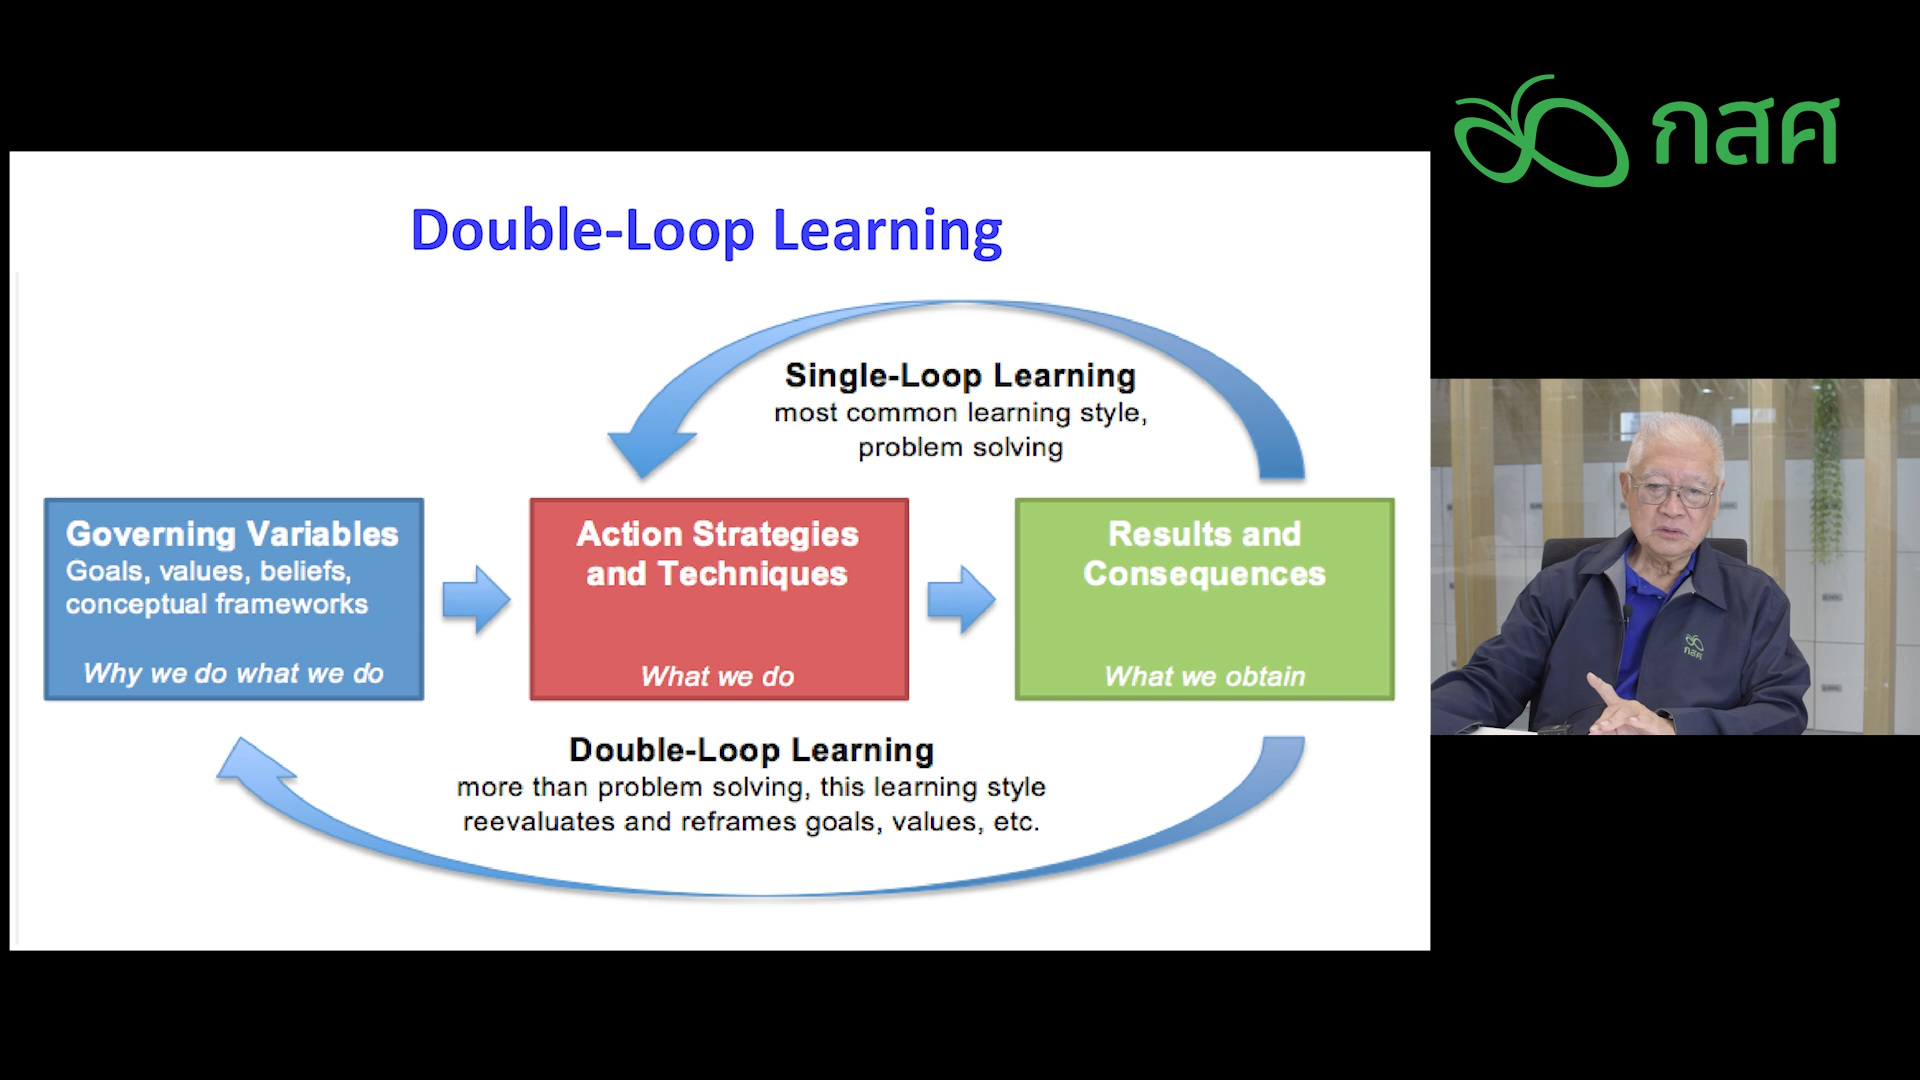 กสศ
Double-Loop Learning
Single-Loop Learning
most common learning style,
problem solving
Governing Variables
Goals, values, beliefs,
conceptual frameworks
Why we do what we do
Action Strategies
and Techniques
What we do
Results and
Consequences
What we obtain
Double-Loop Learning
more than problem solving, this learning style
reevaluates and reframes goals, values, etc.
กสศ